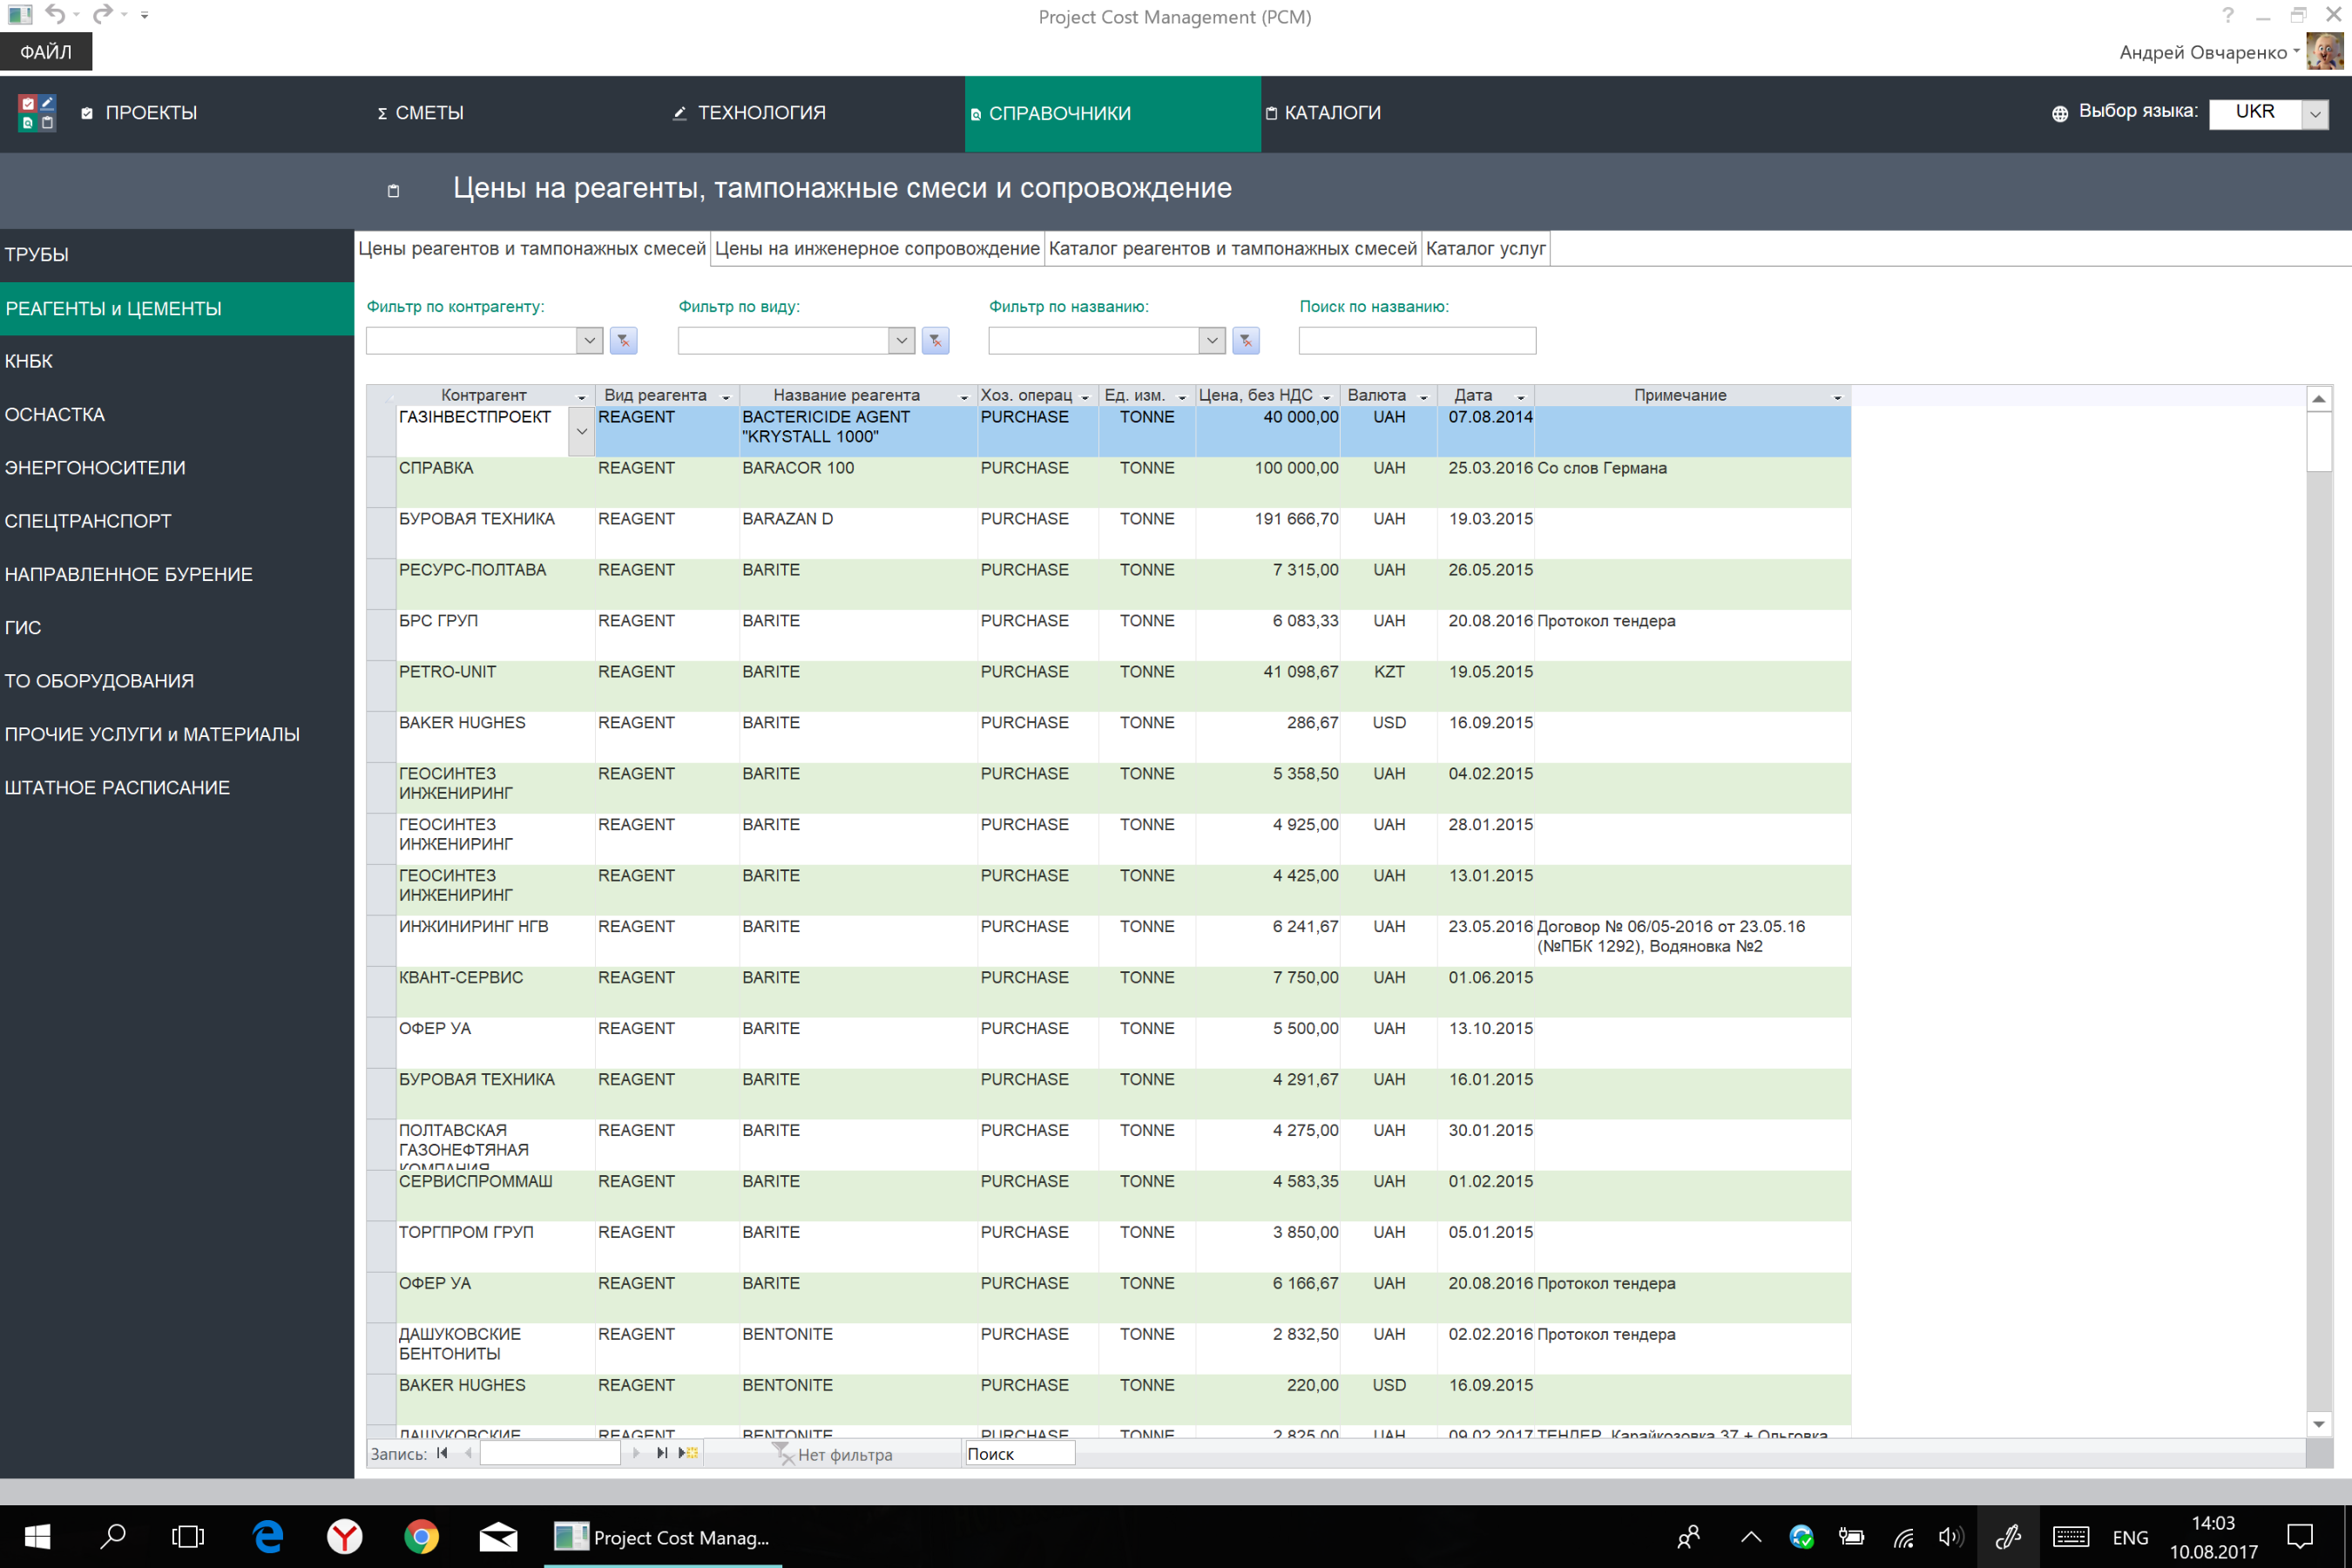 Project Cost Management (PCM)
ФАЙЛ
Андрей Овчаренко
ПРОЕКТЫ
Σ СМЕТЫ
ТЕХНОЛОГИЯ
СПРАВОЧНИКИ
КАТАЛОГИ
Выбор языка: UKR
Цены на реагенты, тампонажные смеси и сопровождение
ТРУБЫ
РЕАГЕНТЫ и ЦЕМЕНТЫ
КНБК
ОСНАСТКА
ЭНЕРГОНОСИТЕЛИ
СПЕЦТРАНСПОРТ
НАПРАВЛЕННОЕ БУРЕНИЕ
ГИС
ТО ОБОРУДОВАНИЯ
ПРОЧИЕ УСЛУГИ и МАТЕРИАЛЫ
ШТАТНОЕ РАСПИСАНИЕ
Цены реагентов и тампонажных смесей Цены на инженерное сопровождение Каталог реагентов и тампонажных смесей Каталог услуг
Фильтр по контрагенту: Фильтр по виду: Фильтр по названию: Поиск по названию:
Контрагент Вид реагента Название реагента Хоз. операц Ед. изм. Цена, без НДС Валюта Дата Примечание
ГАЗІНВЕСТПРОЕКТ REAGENT BACTERICIDE AGENT PURCHASE TONNE 40 000,00 UAH 07.08.2014
"KRYSTALL 1000"
СПРАВКА REAGENT BARACOR 100 PURCHASE TONNE 100 000,00 UAH 25.03.2016 Со слов Германа
БУРОВАЯ ТЕХНИКА REAGENT BARAZAN D PURCHASE TONNE 191 666,70 UAH 19.03.2015
РЕСУРС-ПОЛТАВА REAGENT BARITE PURCHASE TONNE 7 315,00 UAH 26.05.2015
БРС ГРУП REAGENT BARITE PURCHASE TONNE 6 083,33 UAH 20.08.2016 Протокол тендера
PETRO-UNIT REAGENT BARITE PURCHASE TONNE 41 098,67 KZT 19.05.2015
BAKER HUGHES REAGENT BARITE PURCHASE TONNE 286,67 USD 16.09.2015
ГЕОСИНТЕЗ REAGENT BARITE PURCHASE TONNE 5 358,50 UAH 04.02.2015
ИНЖЕНИРИНГ
ГЕОСИНТЕЗ REAGENT BARITE PURCHASE TONNE 4 925,00 UAH 28.01.2015
ИНЖЕНИРИНГ
ГЕОСИНТЕЗ REAGENT BARITE PURCHASE TONNE 4 425,00 UAH 13.01.2015
ИНЖЕНИРИНГ
ИНЖИНИРИНГ НГВ REAGENT BARITE PURCHASE TONNE 6 241,67 UAH 23.05.2016 Договор № 06/05-2016 от 23.05.16
(№ПБК 1292), Водяновка №2
КВАНТ-СЕРВИС REAGENT BARITE PURCHASE TONNE 7 750,00 UAH 01.06.2015
ОФЕР УА REAGENT BARITE PURCHASE TONNE 5 500,00 UAH 13.10.2015
БУРОВАЯ ТЕХНИКА REAGENT BARITE PURCHASE TONNE 4 291,67 UAH 16.01.2015
ПОЛТАВСКАЯ REAGENT BARITE PURCHASE TONNE 4 275,00 UAH 30.01.2015
ГАЗОНЕФТЯНАЯ
КОМПАНИЯ
СЕРВИСПРОММАШ REAGENT BARITE PURCHASE TONNE 4 583,35 UAH 01.02.2015
ТОРГПРОМ ГРУП REAGENT BARITE PURCHASE TONNE 3 850,00 UAH 05.01.2015
ОФЕР УА REAGENT BARITE PURCHASE TONNE 6 166,67 UAH 20.08.2016 Протокол тендера
ДАШУКОВСКИЕ REAGENT BENTONITE PURCHASE TONNE 2 832,50 UAH 02.02.2016 Протокол тендера
БЕНТОНИТЫ
BAKER HUGHES REAGENT BENTONITE PURCHASE TONNE 220,00 USD 16.09.2015
ДАШУКОВСКИЕ REAGENT BENTONITE PURCHASE TONNE 2 825,00 UAH 09.02.2017 ТЕНДЕР, Карайкозовка 37 + Ольговка
Запись: Нет фильтра Поиск
Project Cost Manag...
ENG
14:03
10.08.2017